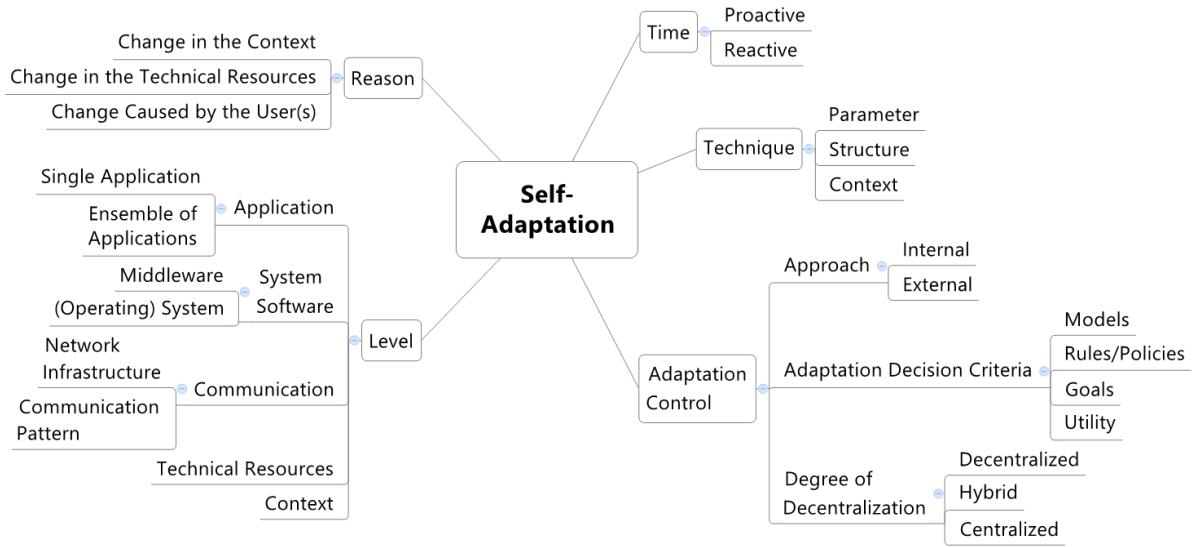 Self-
Adaptation
Time
Proactive
Reactive
Technique
Parameter
Structure
Context
Adaptation
Control
Approach
Internal
External
Adaptation Decision Criteria
Models
Rules/Policies
Goals
Utility
Degree of
Decentralization
Decentralized
Hybrid
Centralized
Reason
Change in the Context
Change in the Technical Resources
Change Caused by the User(s)
Level
Application
Single Application
Ensemble of
Applications
System
Software
Middleware
(Operating) System
Communication
Network
Infrastructure
Communication
Pattern
Technical Resources
Context